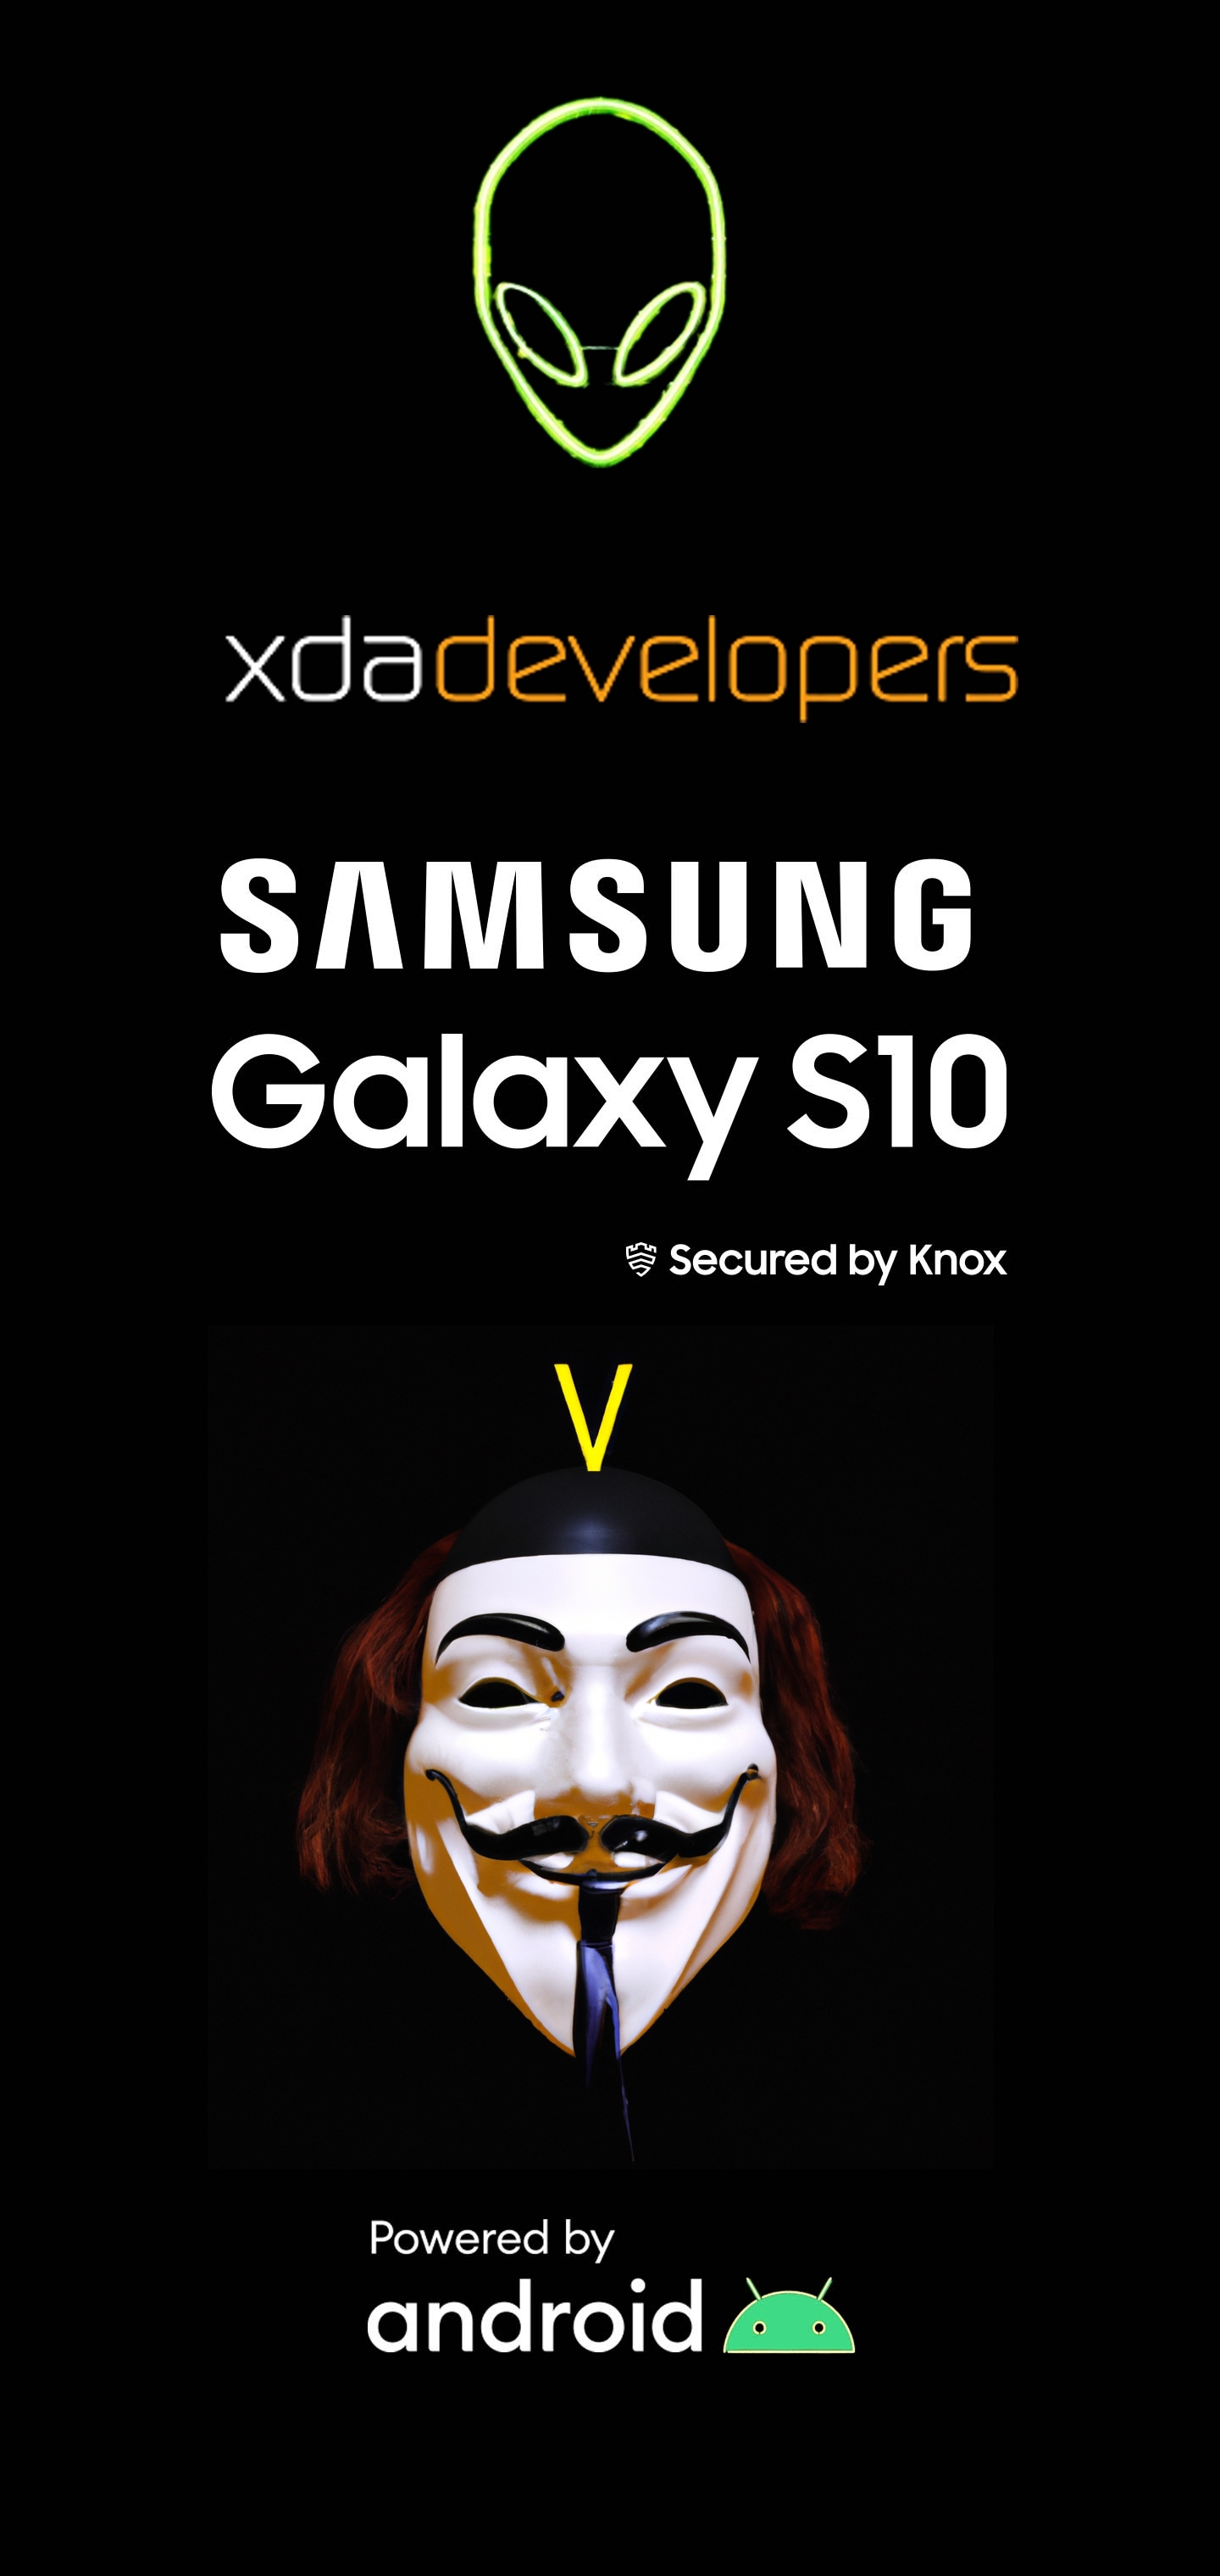 xdadevelopers
SAMSUNG
Galaxy S10
Secured by Knox
V
Powered by
android